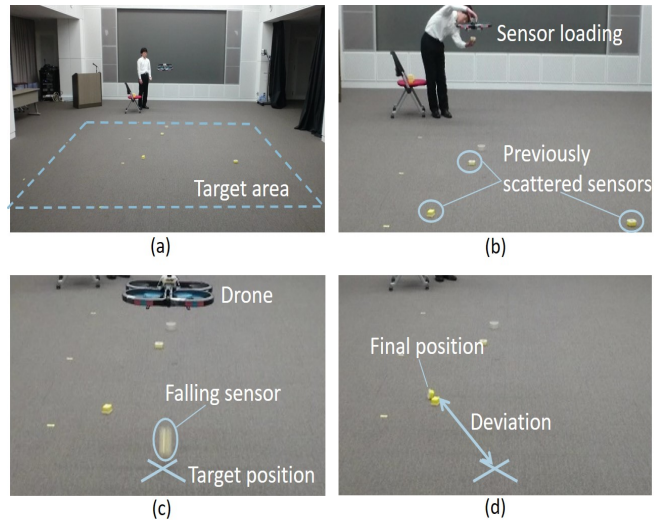 Target area
(a)
Sensor loading
Previously
scattered sensors
(b)
Drone
Falling sensor
Target position
(c)
Final position
Deviation
(d)